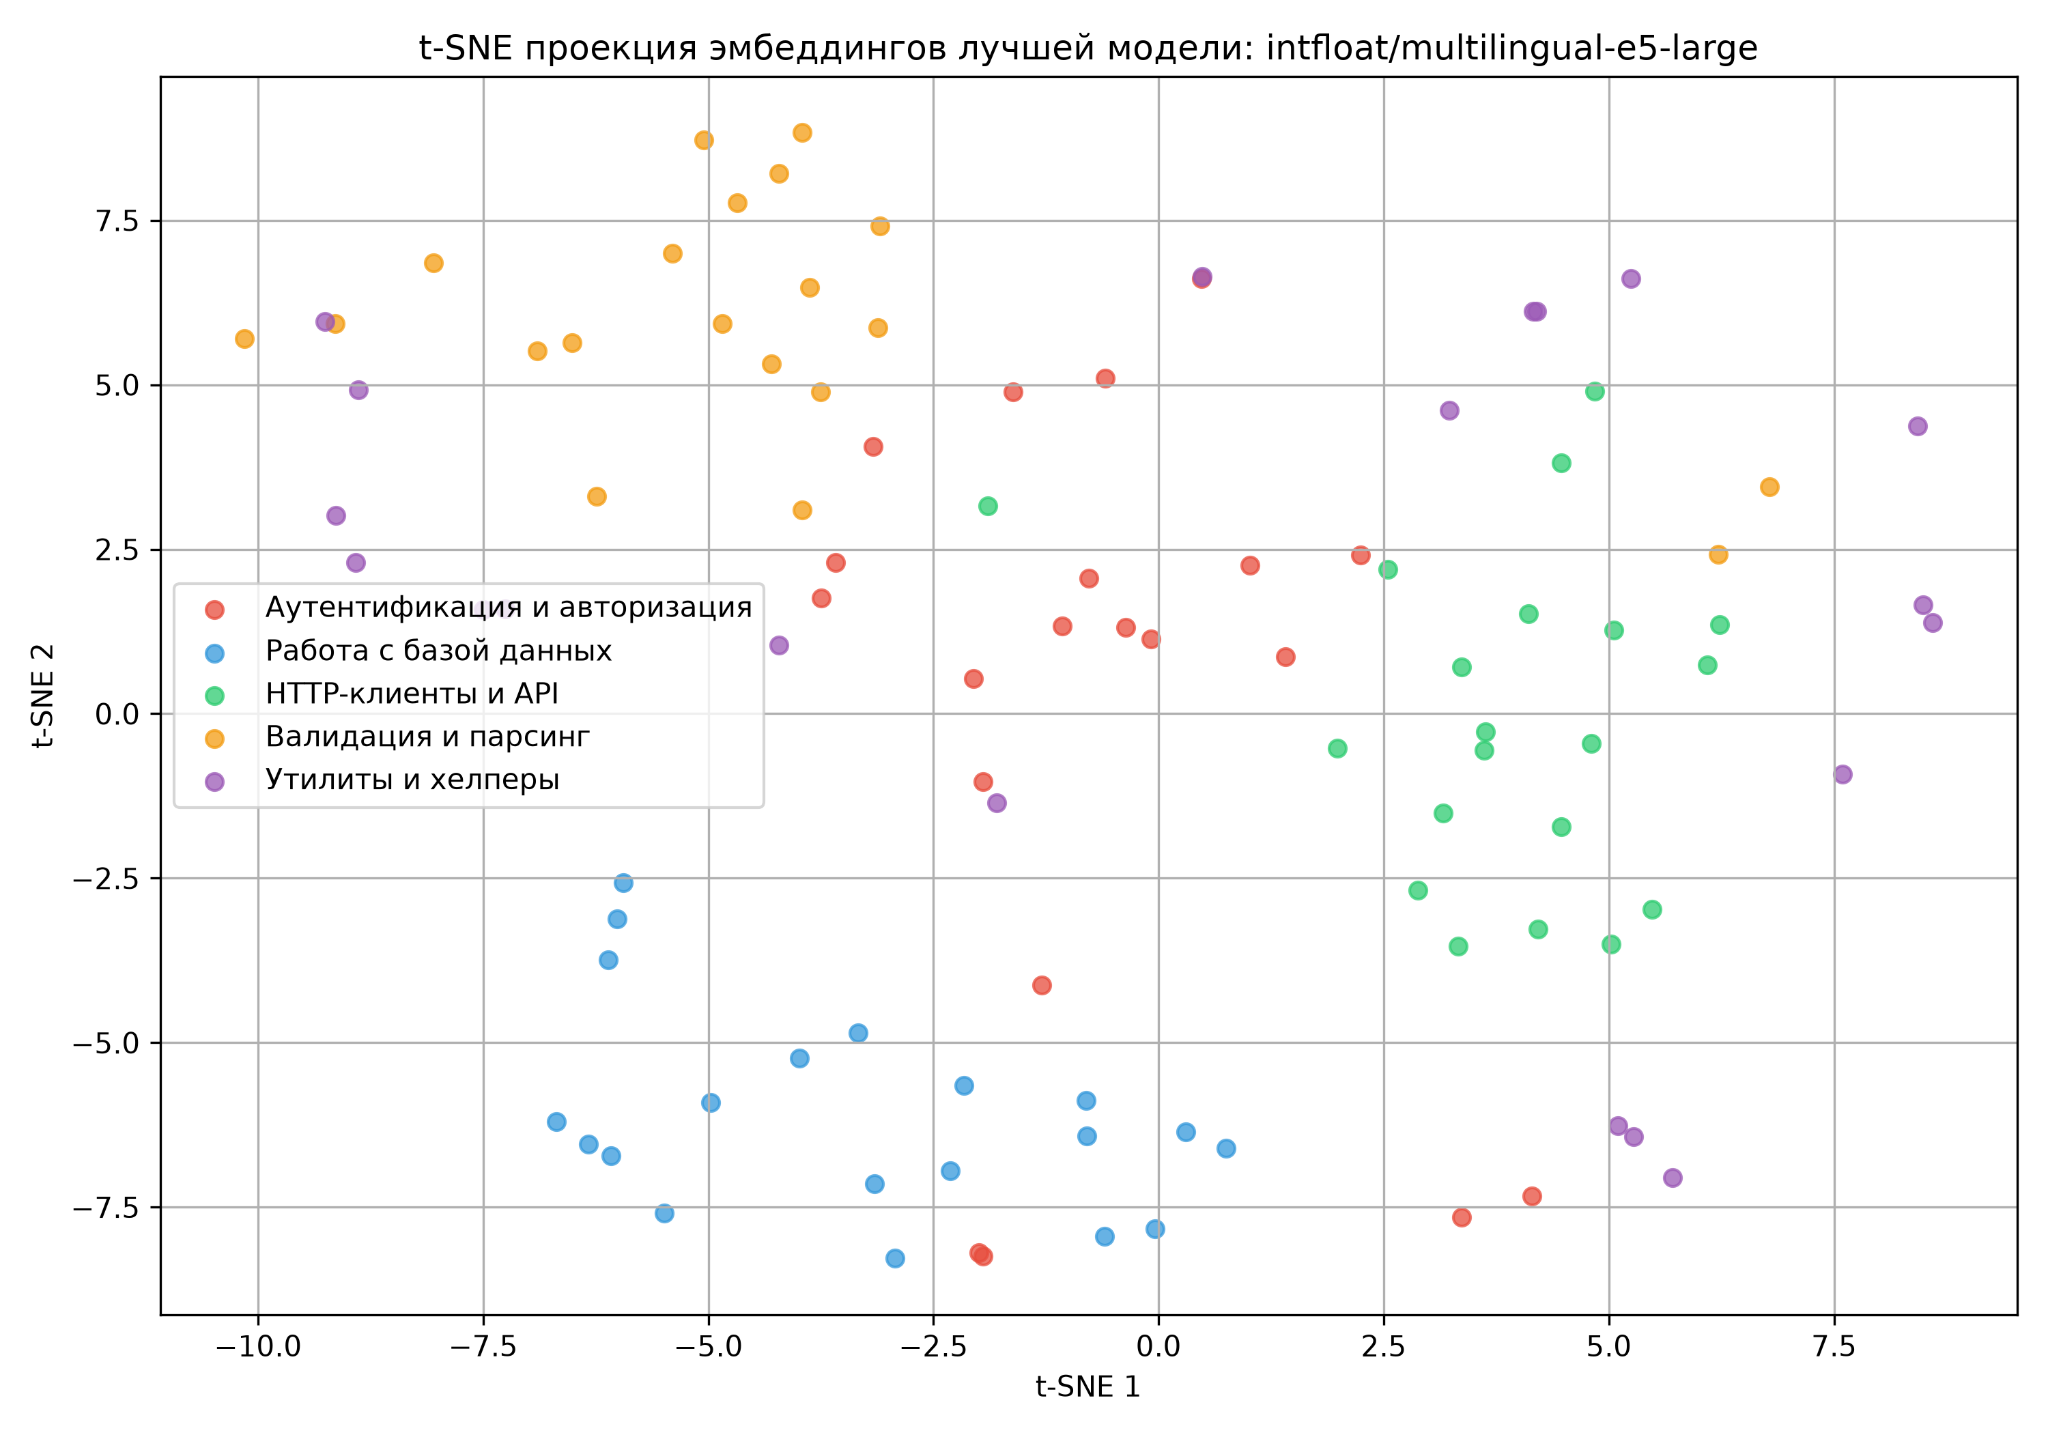 t-SNE проекция эмбеддингов лучшей модели: intfloat/multilingual-e5-large
t-SNE 2
7.5
5.0
2.5
0.0
−2.5
−5.0
−7.5
Аутентификация и авторизация
Работа с базой данных
HTTP-клиенты и API
Валидация и парсинг
Утилиты и хелперы
−10.0 −7.5 −5.0 −2.5 0.0 2.5 5.0 7.5
t-SNE 1